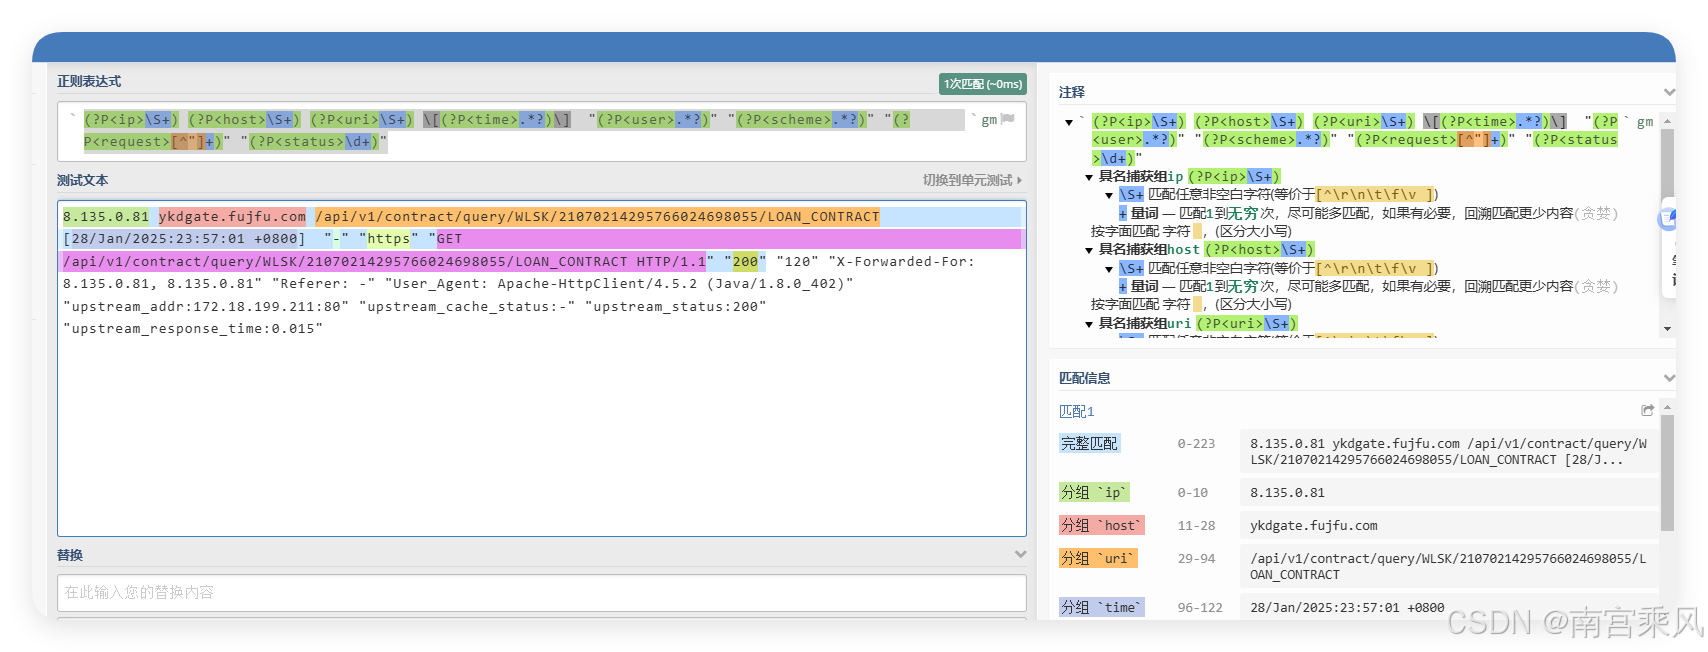 正则表达式
1次匹配 (~0ms)
` (?P<ip>\S+) (?P<host>\S+) (?P<uri>\S+) \[(?P<time>.*?)\]  "(?P<user>.*?)" "(?P<scheme>.*?)" "(?
P<request>[^"]+)" "(?P<status>\d+)"
` gm
测试文本
切换到单元测试
8.135.0.81 ykdgate.fujfu.com /api/v1/contract/query/WLSK/21070214295766024698055/LOAN_CONTRACT
[28/Jan/2025:23:57:01 +0800]  "-" "https" "GET
/api/v1/contract/query/WLSK/21070214295766024698055/LOAN_CONTRACT HTTP/1.1" "200" "120" "X-Forwarded-For:
8.135.0.81, 8.135.0.81" "Referer: -" "User_Agent: Apache-HttpClient/4.5.2 (Java/1.8.0_402)"
"upstream_addr:172.18.199.211:80" "upstream_cache_status:-" "upstream_status:200"
"upstream_response_time:0.015"
替换
在此输入您的替换内容
注释
` (?P<ip>\S+) (?P<host>\S+) (?P<uri>\S+) \[(?P<time>.*?)\]  "(?P ` gm
<user>.*?)" "(?P<scheme>.*?)" "(?P<request>[^"]+)" "(?P<status
>\d+)"
具名捕获组ip (?P<ip>\S+)
\S+ 匹配任意非空白字符(等价于[^\r\n\t\f\v ])
+ 量词 — 匹配1到无穷次，尽可能多匹配，如果有必要，回溯匹配更少内容(贪婪)
按字面匹配 字符 ，(区分大小写)
具名捕获组host (?P<host>\S+)
\S+ 匹配任意非空白字符(等价于[^\r\n\t\f\v ])
+ 量词 — 匹配1到无穷次，尽可能多匹配，如果有必要，回溯匹配更少内容(贪婪)
按字面匹配 字符 ，(区分大小写)
具名捕获组uri (?P<uri>\S+)
匹配信息
匹配1
完整匹配 0-223 8.135.0.81 ykdgate.fujfu.com /api/v1/contract/query/W
LSK/21070214295766024698055/LOAN_CONTRACT [28/J...
分组 `ip` 0-10 8.135.0.81
分组 `host` 11-28 ykdgate.fujfu.com
分组 `uri` 29-94 /api/v1/contract/query/WLSK/21070214295766024698055/L
OAN_CONTRACT
分组 `time` 96-122 28/Jan/2025:23:57:01 +0800
CSDN @南宫乘风